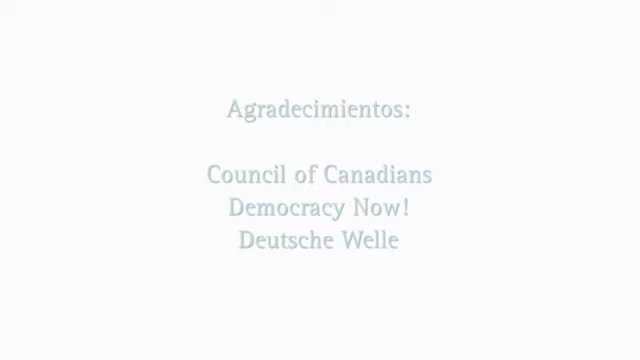 Agradecimientos:
Council of Canadians
Democracy Now!
Deutsche Welle